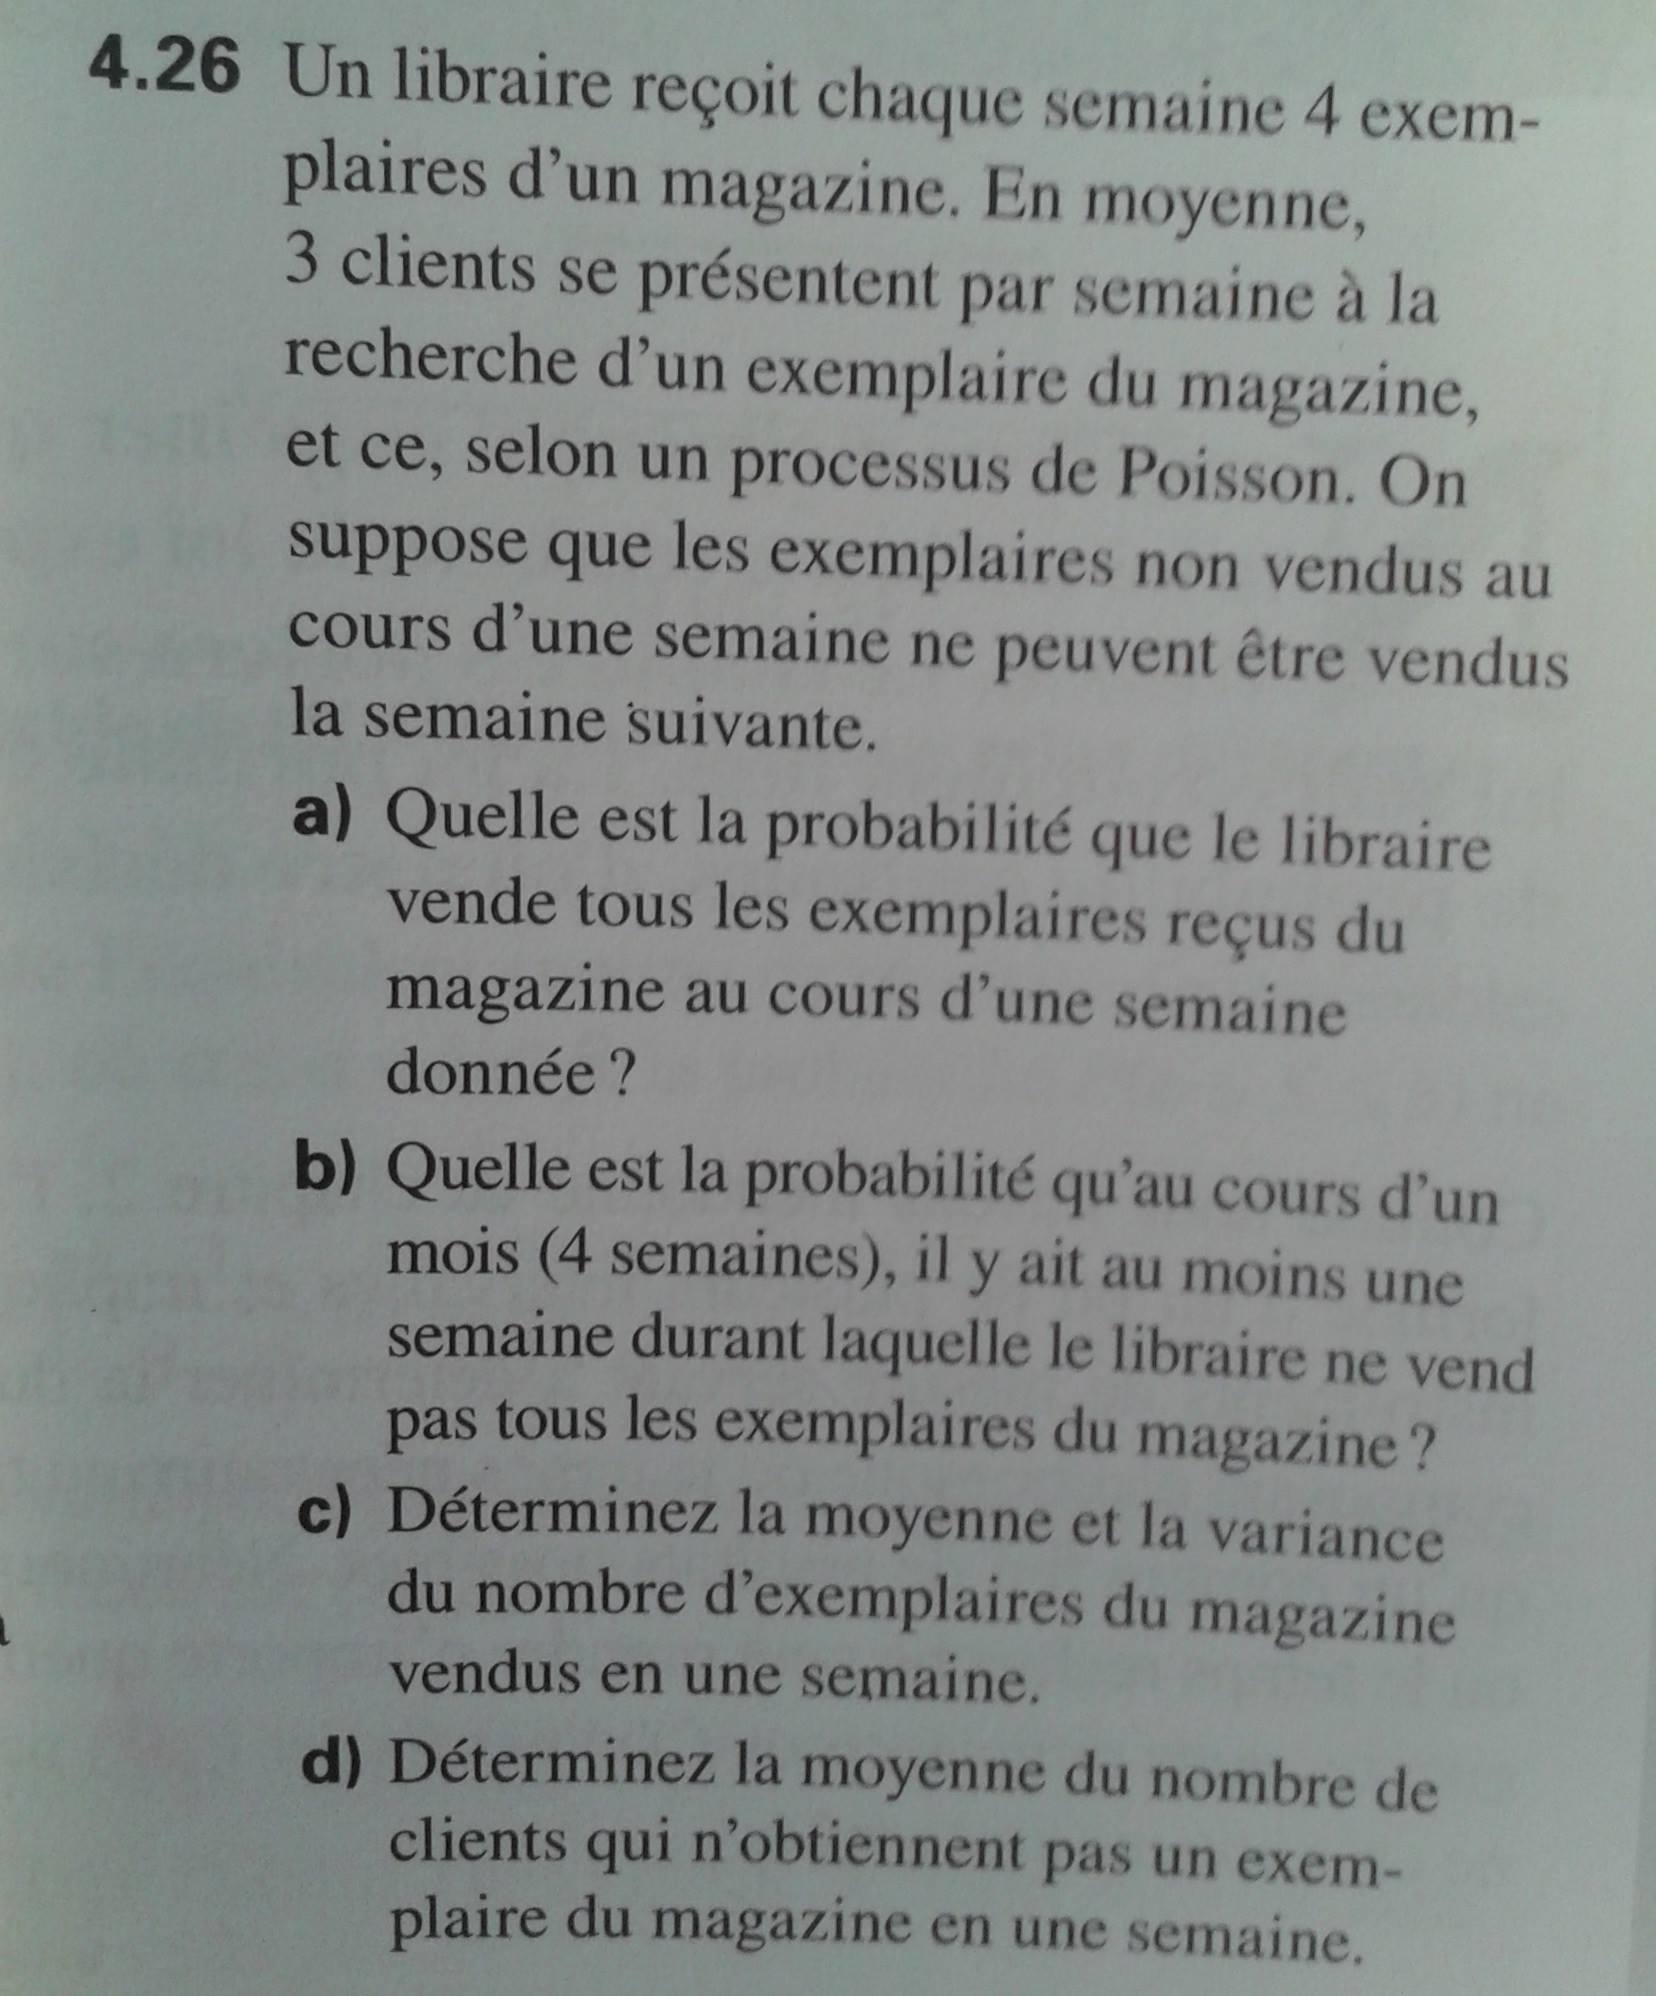 4.26 Un libraire reçoit chaque semaine 4 exem-
plaires d'un magazine. En moyenne,
3 clients se présentent par semaine à la
recherche d'un exemplaire du magazine,
et ce, selon un processus de Poisson. On
suppose que les exemplaires non vendus au
cours d'une semaine ne peuvent être vendus
la semaine suivante.
a) Quelle est la probabilité que le libraire
vende tous les exemplaires reçus du
magazine au cours d'une semaine
donnée ?
b) Quelle est la probabilité qu'au cours d'un
mois (4 semaines), il y ait au moins une
semaine durant laquelle le libraire ne vend
pas tous les exemplaires du magazine ?
c) Déterminez la moyenne et la variance
du nombre d'exemplaires du magazine
vendus en une semaine.
d) Déterminez la moyenne du nombre de
clients qui n'obtiennent pas un exem-
plaire du magazine en une semaine.